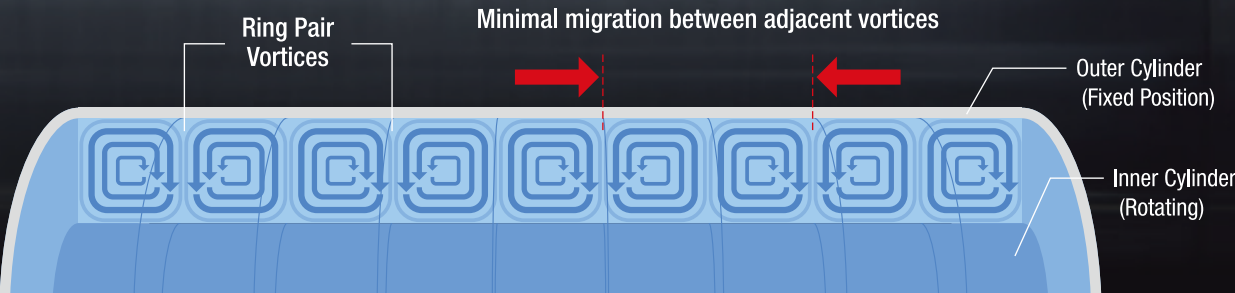 Ring Pair
Vortices
Minimal migration between adjacent vortices
Outer Cylinder
(Fixed Position)
Inner Cylinder
(Rotating)